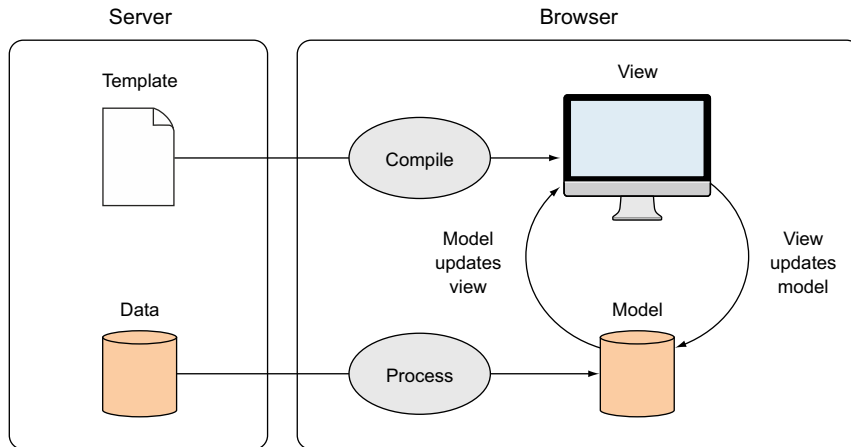 Server
Browser
Template
View
Compile
Model
updates
view
View
updates
model
Data
Model
Process